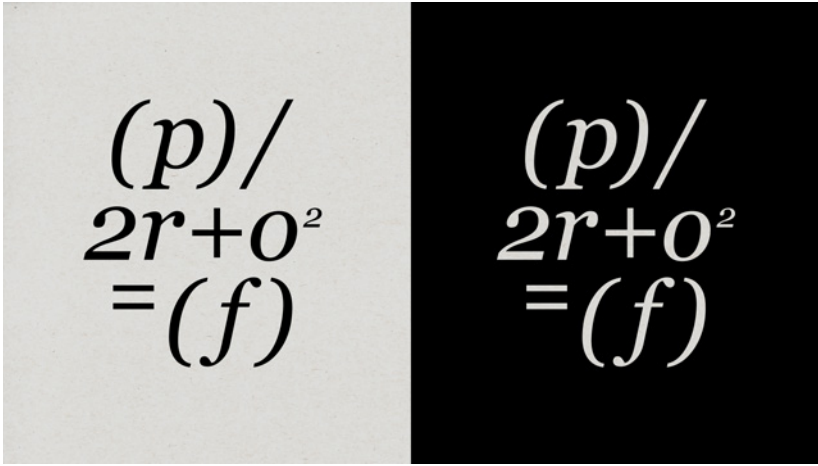 (p)/
2r+o²
=(f)
(p)/
2r+o²
=(f)